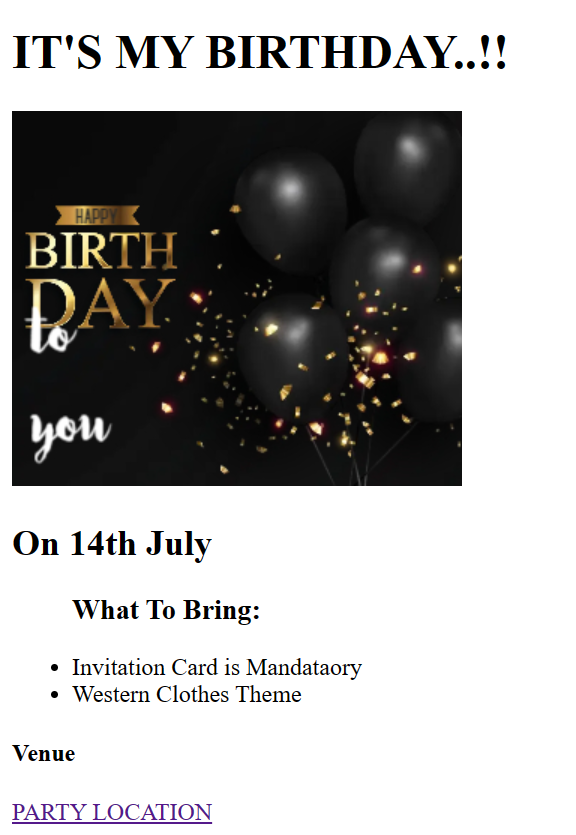 IT'S MY BIRTHDAY..!!
HAPPY
BIRTH
DAY
to
you
On 14th July
What To Bring:
Invitation Card is Mandataory
Western Clothes Theme
Venue
PARTY LOCATION